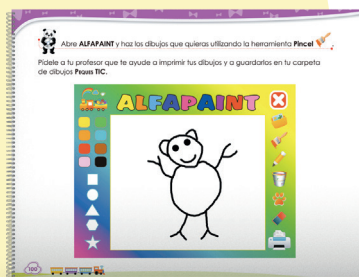 Abre ALFAPAINT y haz los dibujos que quieras utilizando la herramienta Pincel
Pídele a tu profesor que te ayude a imprimir tus dibujos y a guardarlos en tu carpeta
de dibujos Peques TIC.
ALFAPAINT
100